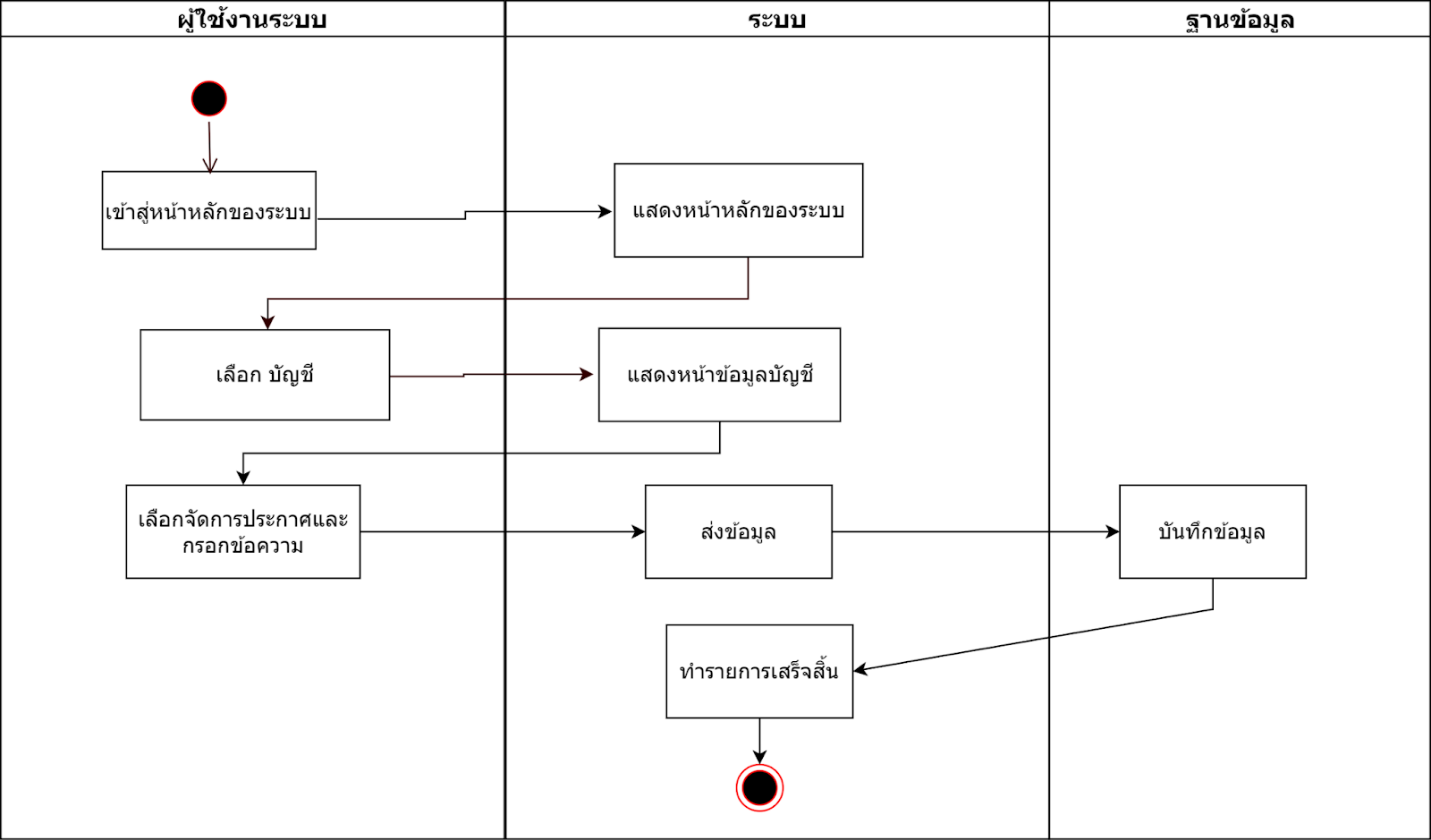 ผู้ใช้งานระบบ
ระบบ
ฐานข้อมูล
เข้าสู่หน้าหลักของระบบ
แสดงหน้าหลักของระบบ
เลือก บัญชี
แสดงหน้าข้อมูลบัญชี
เลือกจัดการประกาศและ
กรอกข้อความ
ส่งข้อมูล
บันทึกข้อมูล
ทำรายการเสร็จสิ้น